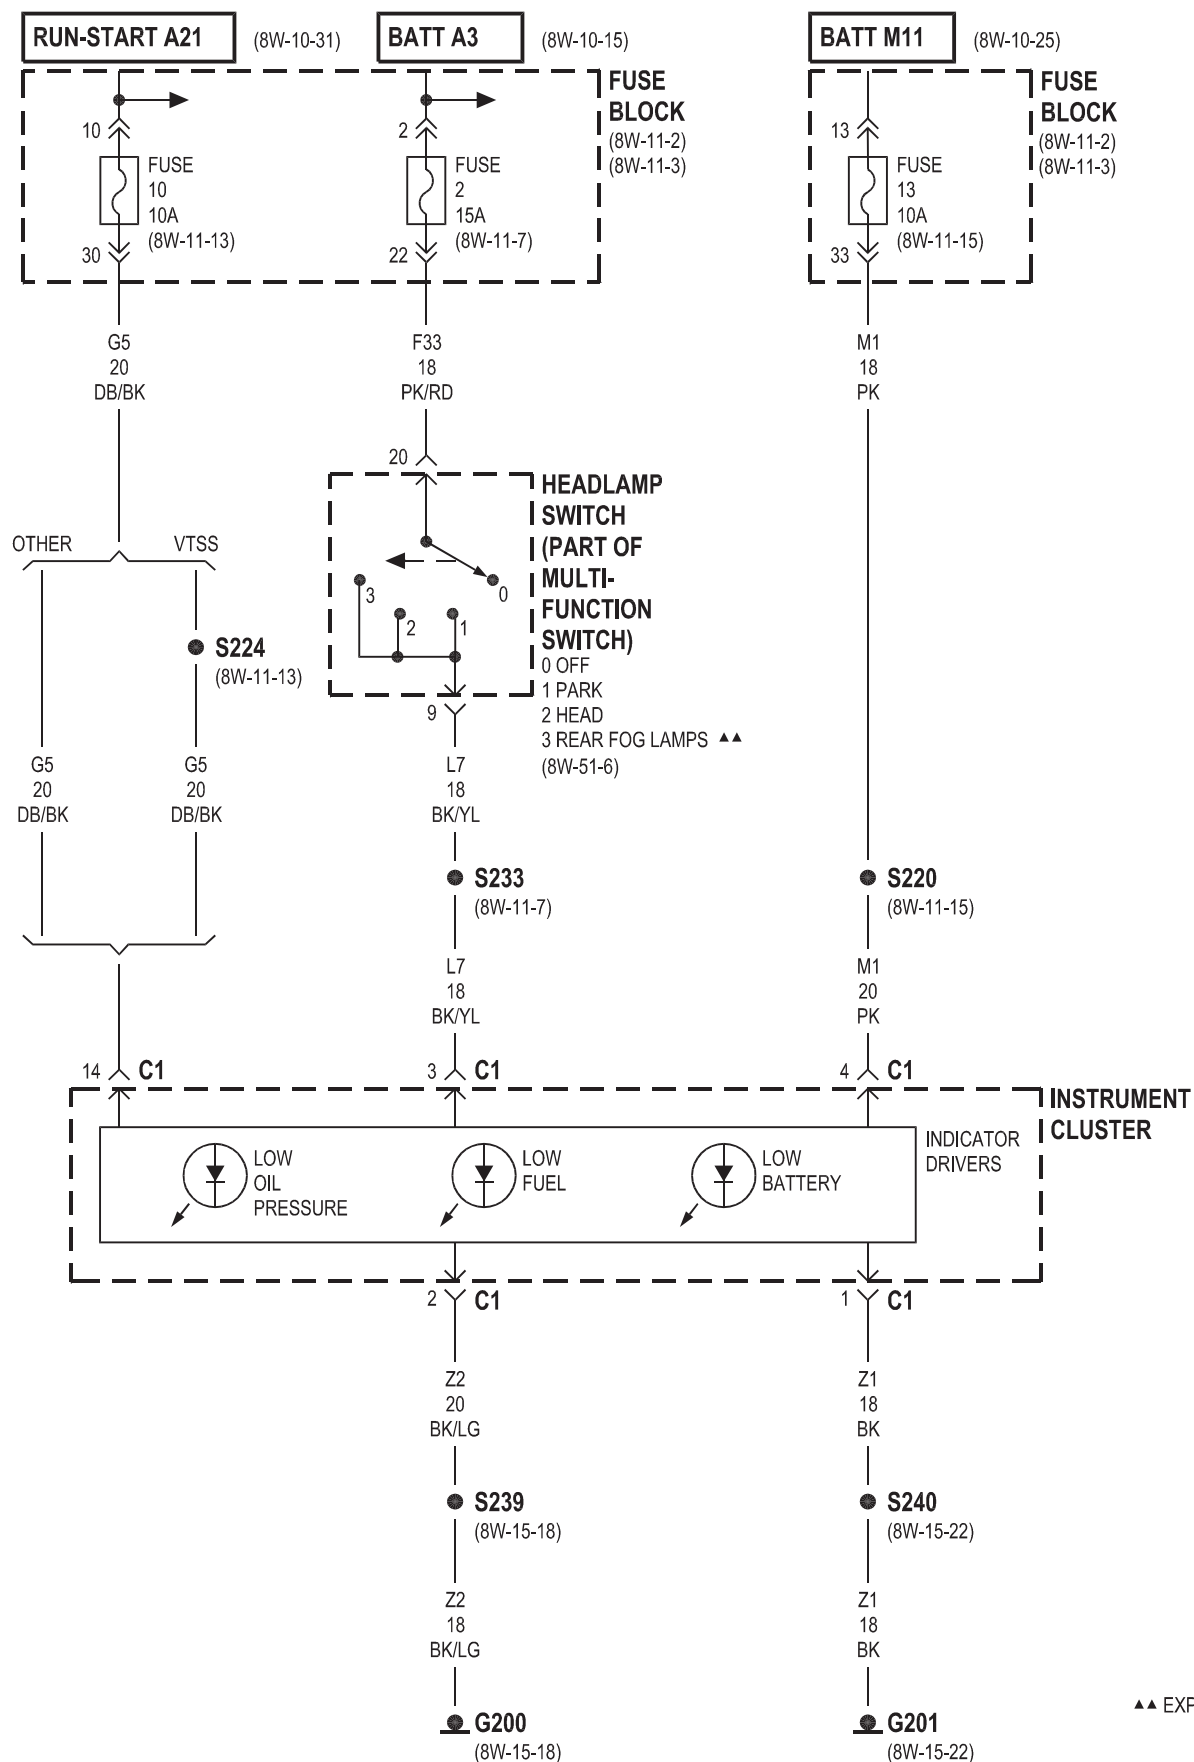 RUN-START A21 (8W-10-31) BATT A3 (8W-10-15) BATT M11 (8W-10-25)
FUSE
BLOCK
(8W-11-2)
(8W-11-3)
FUSE
BLOCK
(8W-11-2)
(8W-11-3)
10
FUSE
10
10A
(8W-11-13)
30
2
FUSE
2
15A
(8W-11-7)
22
13
FUSE
13
10A
(8W-11-15)
33
G5
20
DB/BK
F33
18
PK/RD
M1
18
PK
20
HEADLAMP
SWITCH
(PART OF
MULTI-
FUNCTION
SWITCH)
0 OFF
1 PARK
2 HEAD
3 REAR FOG LAMPS ▲▲
(8W-51-6)
3
2
1
0
9
OTHER VTSS
S224
(8W-11-13)
G5
20
DB/BK
G5
20
DB/BK
L7
18
BK/YL
S233
(8W-11-7)
S220
(8W-11-15)
L7
18
BK/YL
M1
20
PK
14 C1 3 C1 4 C1
INSTRUMENT
CLUSTER
INDICATOR
DRIVERS
LOW
OIL
PRESSURE
LOW
FUEL
LOW
BATTERY
2 C1 1 C1
Z2
20
BK/LG
Z1
18
BK
S239
(8W-15-18)
S240
(8W-15-22)
Z2
18
BK/LG
Z1
18
BK
▲▲ EXP
G200
(8W-15-18)
G201
(8W-15-22)